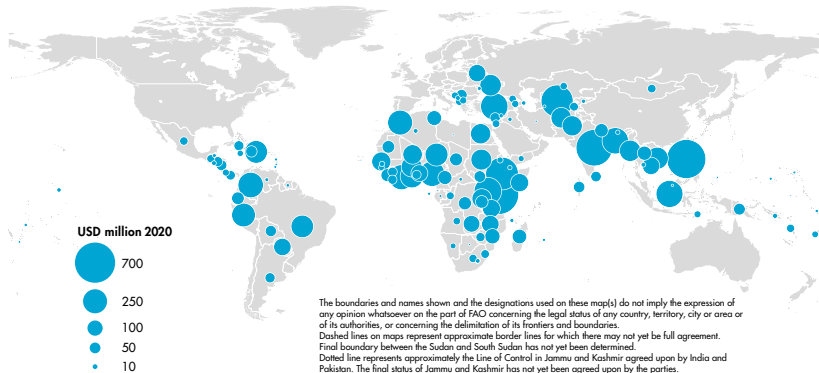 USD million 2020
700
250
100
50
10
The boundaries and names shown and the designations used on these map(s) do not imply the expression of
any opinion whatsoever on the part of FAO concerning the legal status of any country, territory, city or area or
of its authorities, or concerning the delimitation of its frontiers and boundaries.
Dashed lines on maps represent approximate border lines for which there may not yet be full agreement.
Final boundary between the Sudan and South Sudan has not yet been determined.
Dotted line represents approximately the Line of Control in Jammu and Kashmir agreed upon by India and
Pakistan. The final status of Jammu and Kashmir has not yet been agreed upon by the parties.